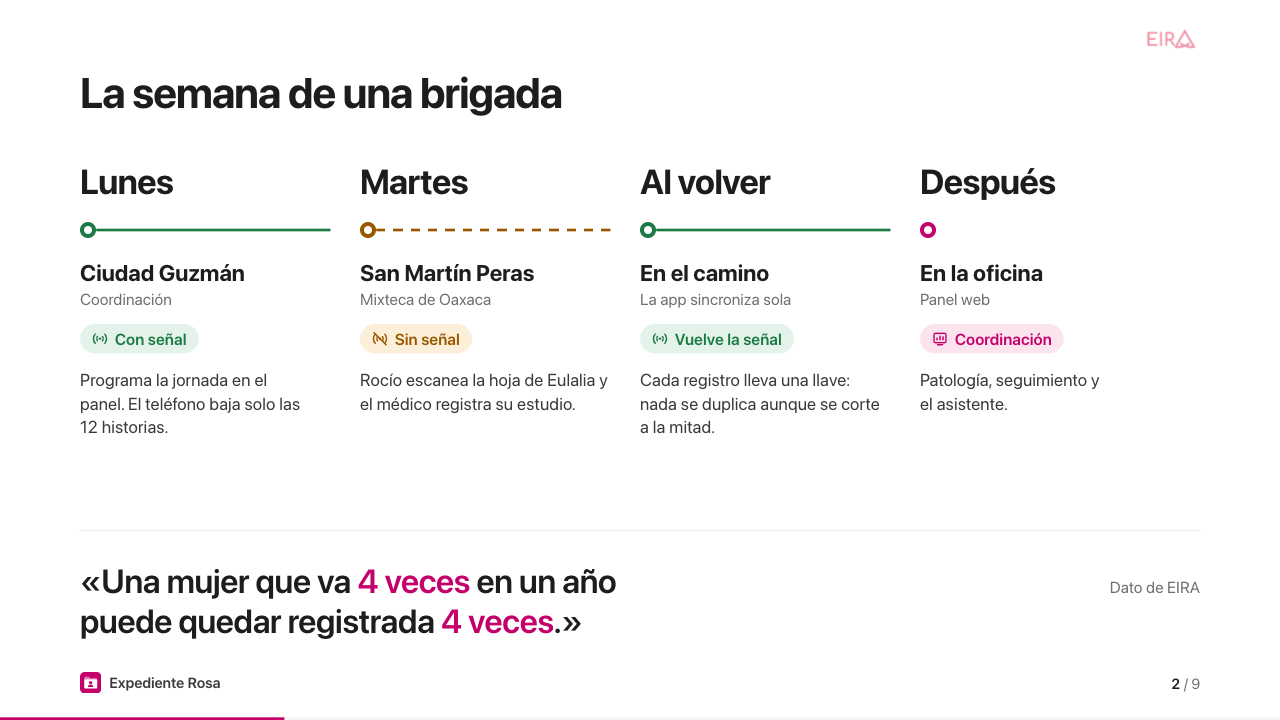 EIRA
La semana de una brigada
Lunes
Ciudad Guzmán
Coordinación
Con señal
Programa la jornada en el
panel. El teléfono baja solo las
12 historias.
Martes
San Martín Peras
Mixteca de Oaxaca
Sin señal
Rocío escanea la hoja de Eulalia y
el médico registra su estudio.
Al volver
En el camino
La app sincroniza sola
Vuelve la señal
Cada registro lleva una llave:
nada se duplica aunque se corte
a la mitad.
Después
En la oficina
Panel web
Coordinación
Patología, seguimiento y
el asistente.
«Una mujer que va 4 veces en un año
puede quedar registrada 4 veces.»
Dato de EIRA
Expediente Rosa
2 / 9